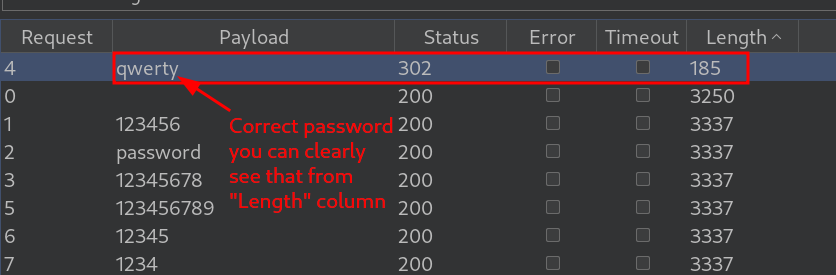 Request Payload Status Error Timeout Length
4 qwerty 302 185
0 200 3250
1 123456 200 3337
2 password 200 3337
3 12345678 200 3337
5 123456789 200 3337
6 12345 200 3337
7 1234 200 3337
Correct password
you can clearly
see that from
"Length" column